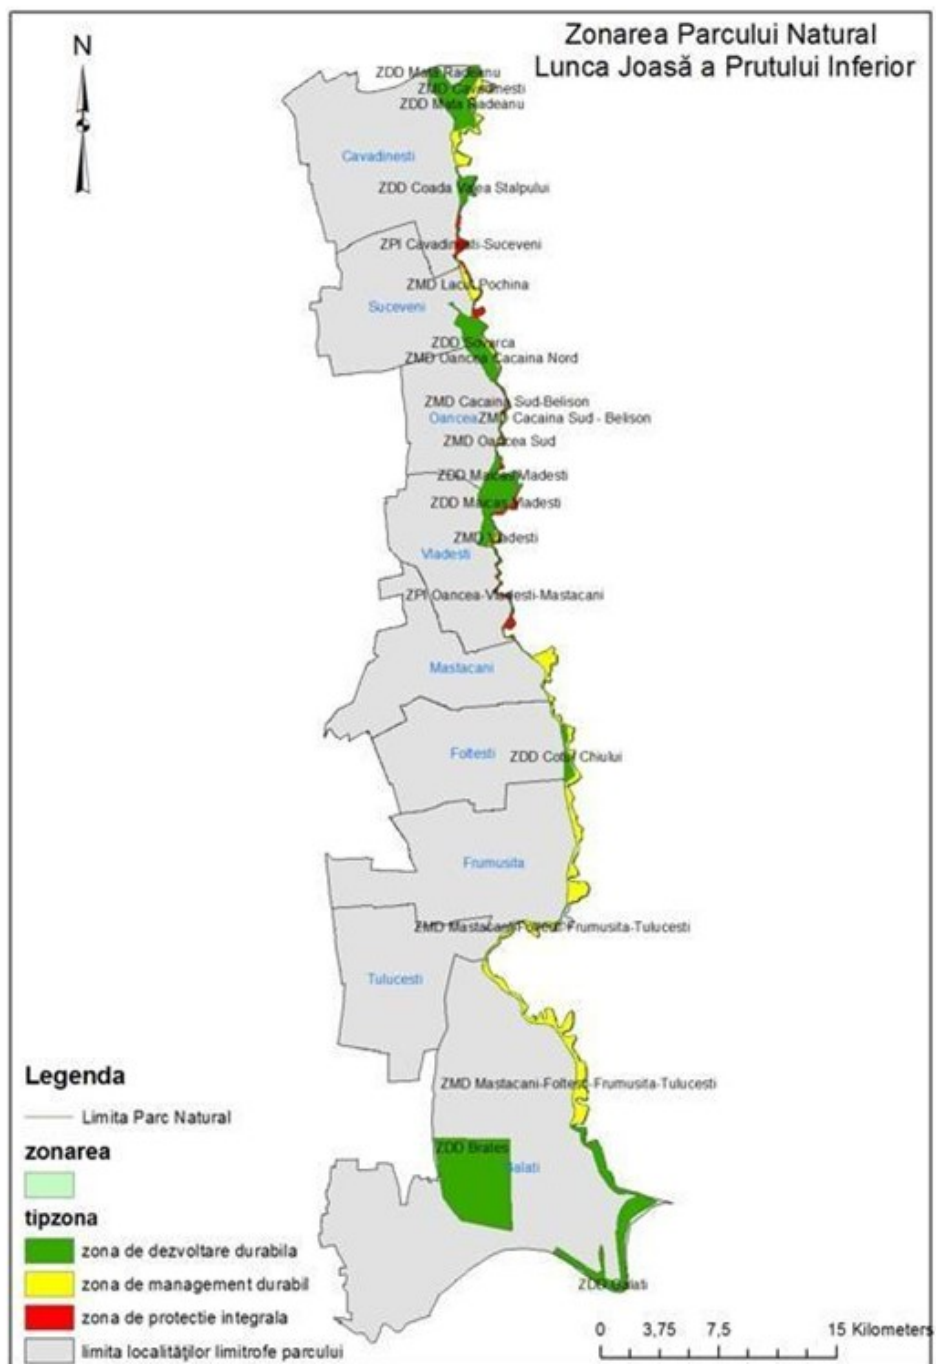 Zonarea Parcului Natural
Lunca Joasă a Prutului Inferior
N
ZDD Mata Radeanu
ZMD Cavadinesti
ZDD Mata Radeanu
Cavadinesti
ZDD Coada Valea Stalpului
ZPI Cavadinesti-Suceveni
ZMD Lacul Pochina
Suceveni
ZDD Sovarca
ZMD Oancea Cacaina Nord
ZMD Cacaina Sud-Belison
Oancea ZMD Cacaina Sud - Belison
ZMD Oancea Sud
ZDD Maicas Vladesti
ZDD Maicas Vladesti
ZMD Vladesti
Vladesti
ZPI Oancea-Vladesti-Mastacani
Mastacani
Foltesti
ZDD Cotul Chiului
Frumusita
ZMD Mastacani-Foltesti-Frumusita-Tulucesti
Tulucesti
ZMD Mastacani-Foltesti-Frumusita-Tulucesti
ZDD Brates
Galati
ZDD Galati
Legenda
Limita Parc Natural
zonarea
tipzona
zona de dezvoltare durabila
zona de management durabil
zona de protectie integrala
limita localităților limitrofe parcului
0 3,75 7,5 15 Kilometers